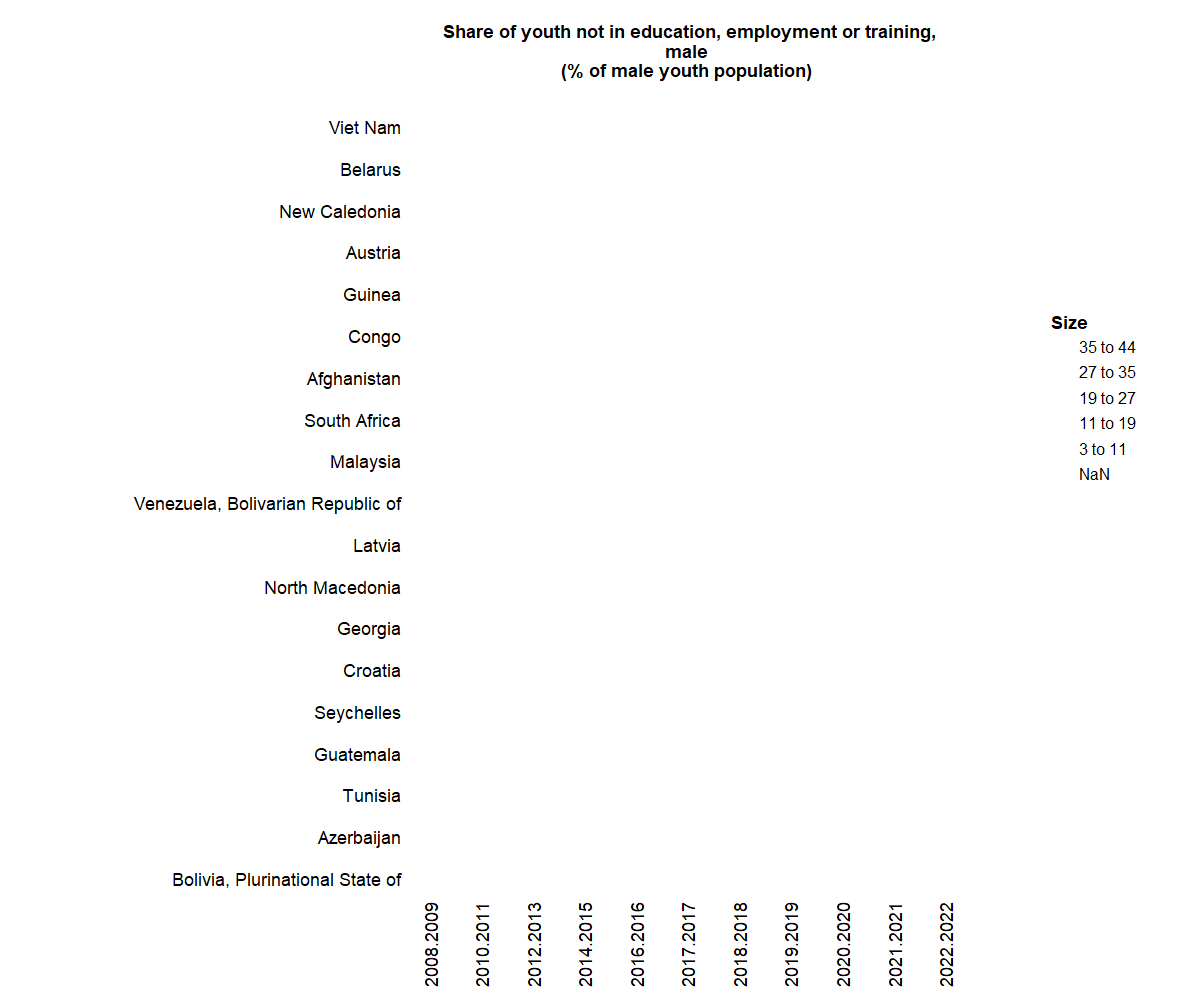 Share of youth not in education, employment or training,
male
(% of male youth population)
Viet Nam
Belarus
New Caledonia
Austria
Guinea
Congo
Afghanistan
South Africa
Malaysia
Venezuela, Bolivarian Republic of
Latvia
North Macedonia
Georgia
Croatia
Seychelles
Guatemala
Tunisia
Azerbaijan
Bolivia, Plurinational State of
2008.2009
2010.2011
2012.2013
2014.2015
2016.2016
2017.2017
2018.2018
2019.2019
2020.2020
2021.2021
2022.2022
Size
35 to 44
27 to 35
19 to 27
11 to 19
3 to 11
NaN